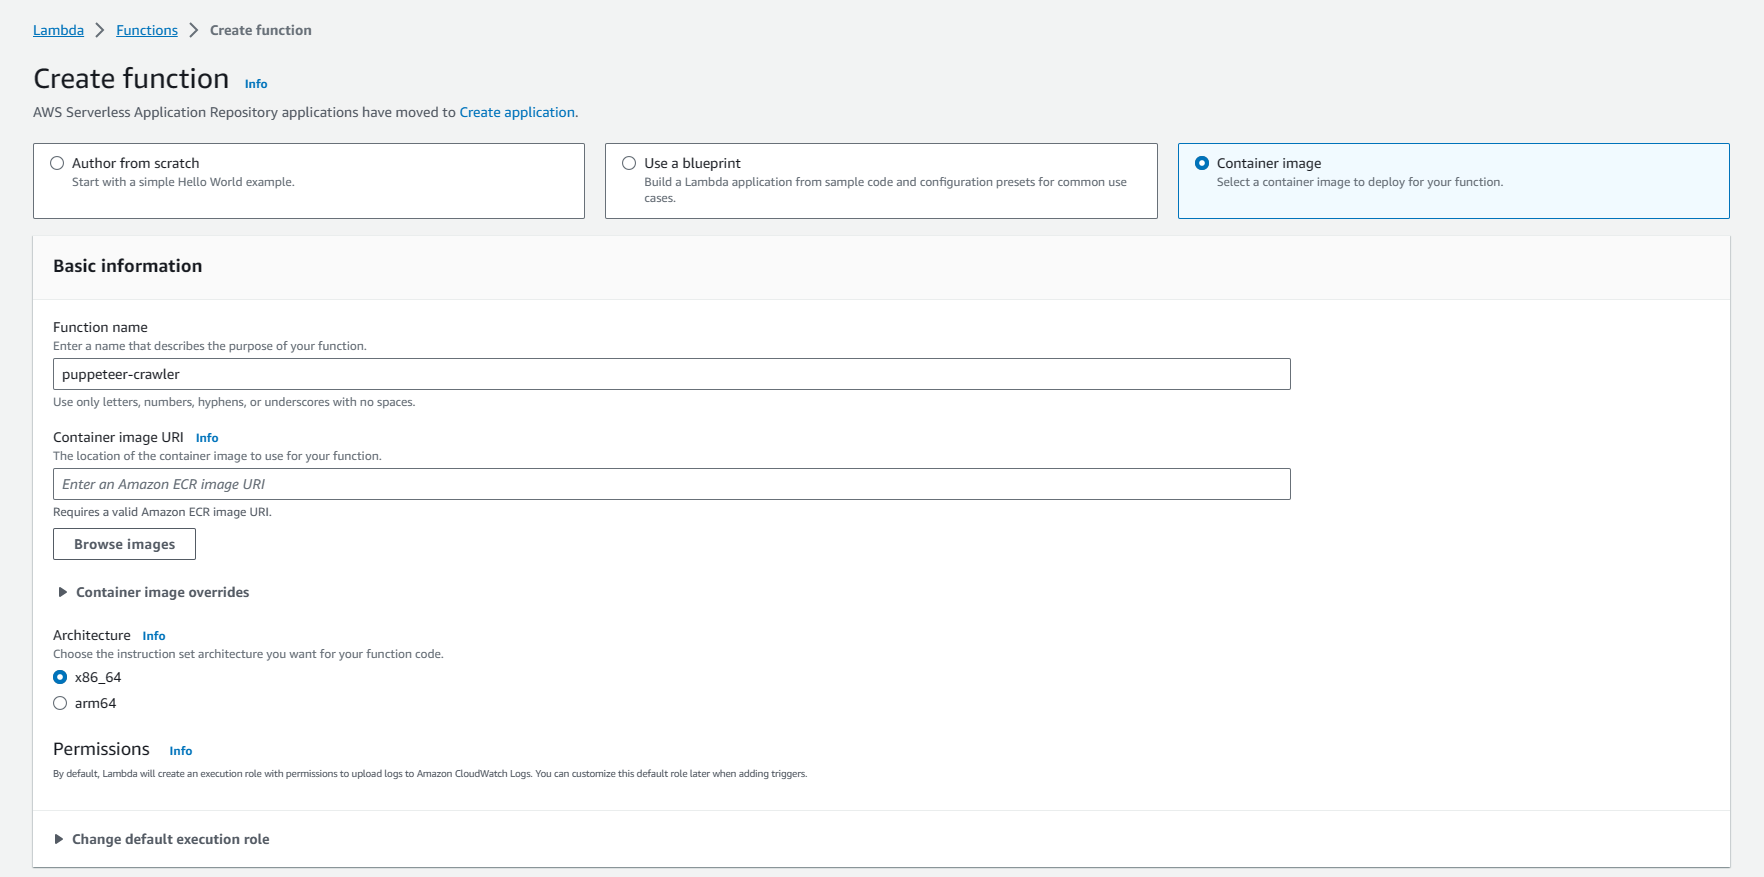 Lambda > Functions > Create function
Create function Info
AWS Serverless Application Repository applications have moved to Create application.
Author from scratch
Start with a simple Hello World example.
Use a blueprint
Build a Lambda application from sample code and configuration presets for common use
cases.
Container image
Select a container image to deploy for your function.
Basic information
Function name
Enter a name that describes the purpose of your function.
puppeteer-crawler
Use only letters, numbers, hyphens, or underscores with no spaces.
Container image URI Info
The location of the container image to use for your function.
Enter an Amazon ECR image URI
Requires a valid Amazon ECR image URI.
Browse images
Container image overrides
Architecture Info
Choose the instruction set architecture you want for your function code.
x86_64
arm64
Permissions Info
By default, Lambda will create an execution role with permissions to upload logs to Amazon CloudWatch Logs. You can customize this default role later when adding triggers.
Change default execution role